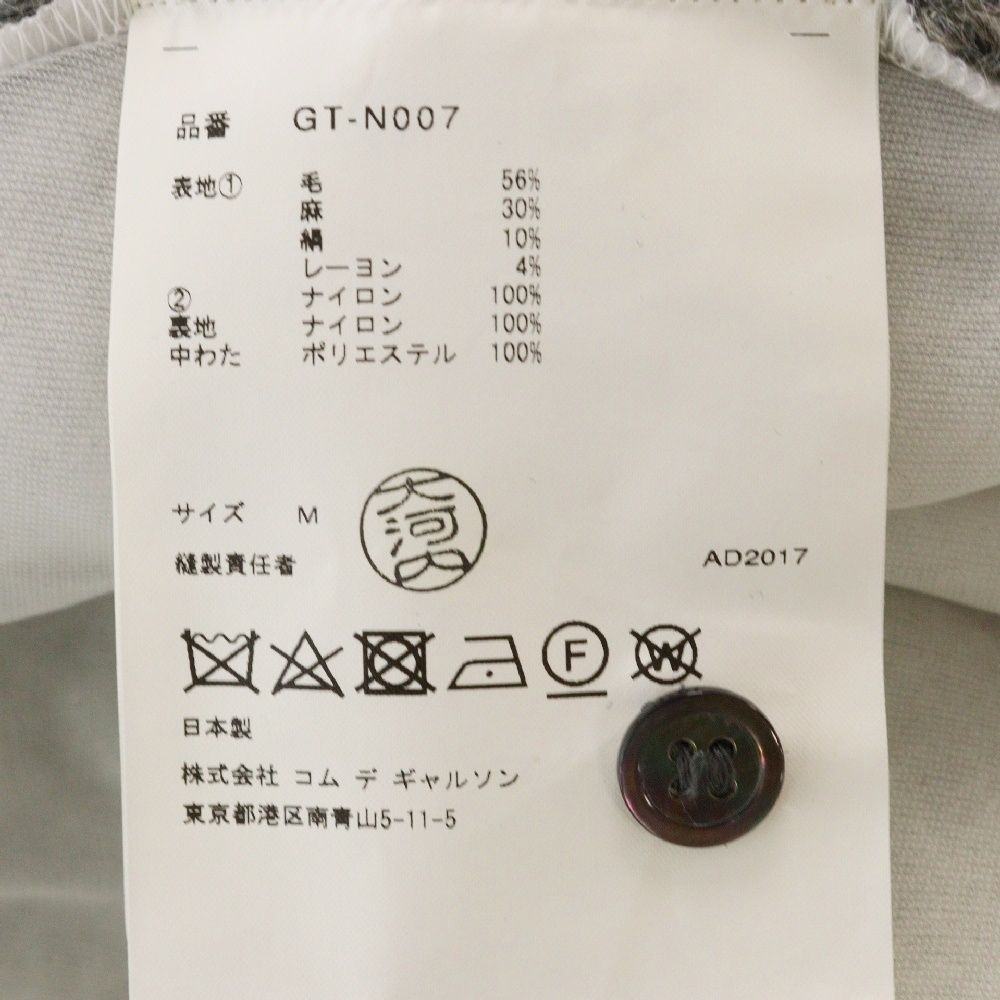 品番 GT-N007
表地① 毛 56%
麻 30%
絹 10%
レーヨン 4%
② ナイロン 100%
裏地 ナイロン 100%
中わた ポリエステル 100%
サイズ M
大河内
縫製責任者
AD2017
F
W
日本製
株式会社 コム デ ギャルソン
東京都港区南青山5-11-5